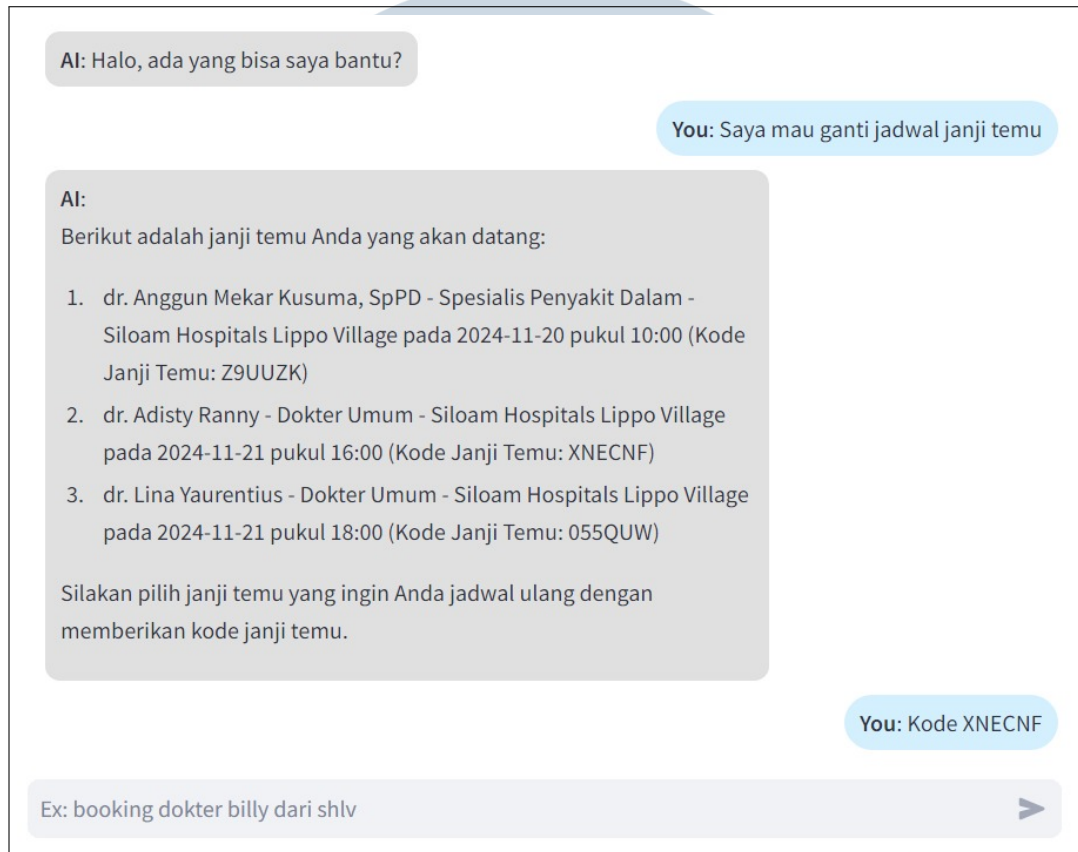 AI: Halo, ada yang bisa saya bantu?
You: Saya mau ganti jadwal janji temu
AI:
Berikut adalah janji temu Anda yang akan datang:
1. dr. Anggun Mekar Kusuma, SpPD - Spesialis Penyakit Dalam -
Siloam Hospitals Lippo Village pada 2024-11-20 pukul 10:00 (Kode
Janji Temu: Z9UUZK)
2. dr. Adisty Ranny - Dokter Umum - Siloam Hospitals Lippo Village
pada 2024-11-21 pukul 16:00 (Kode Janji Temu: XNECNF)
3. dr. Lina Yaurentius - Dokter Umum - Siloam Hospitals Lippo Village
pada 2024-11-21 pukul 18:00 (Kode Janji Temu: 055QUW)
Silakan pilih janji temu yang ingin Anda jadwal ulang dengan
memberikan kode janji temu.
You: Kode XNECNF
Ex: booking dokter billy dari shlv